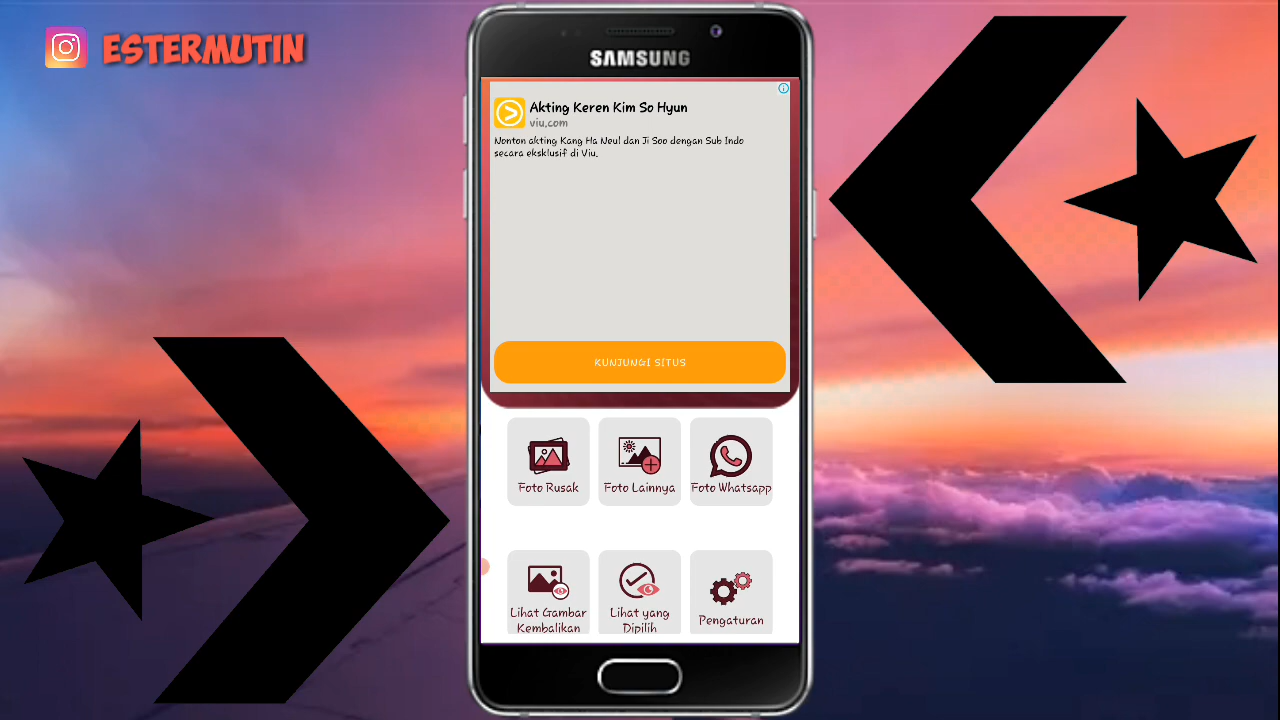 ESTERMUTIN
SAMSUNG
Akting Keren Kim So Hyun
viu.com
Nonton akting Kang Ha Neul dan Ji Soo dengan Sub Indo
secara eksklusif di Viu.
KUNJUNGI SITUS
Foto Rusak
Foto Lainnya
Foto Whatsapp
Lihat Gambar
Kembalikan
Lihat yang
Dipilih
Pengaturan